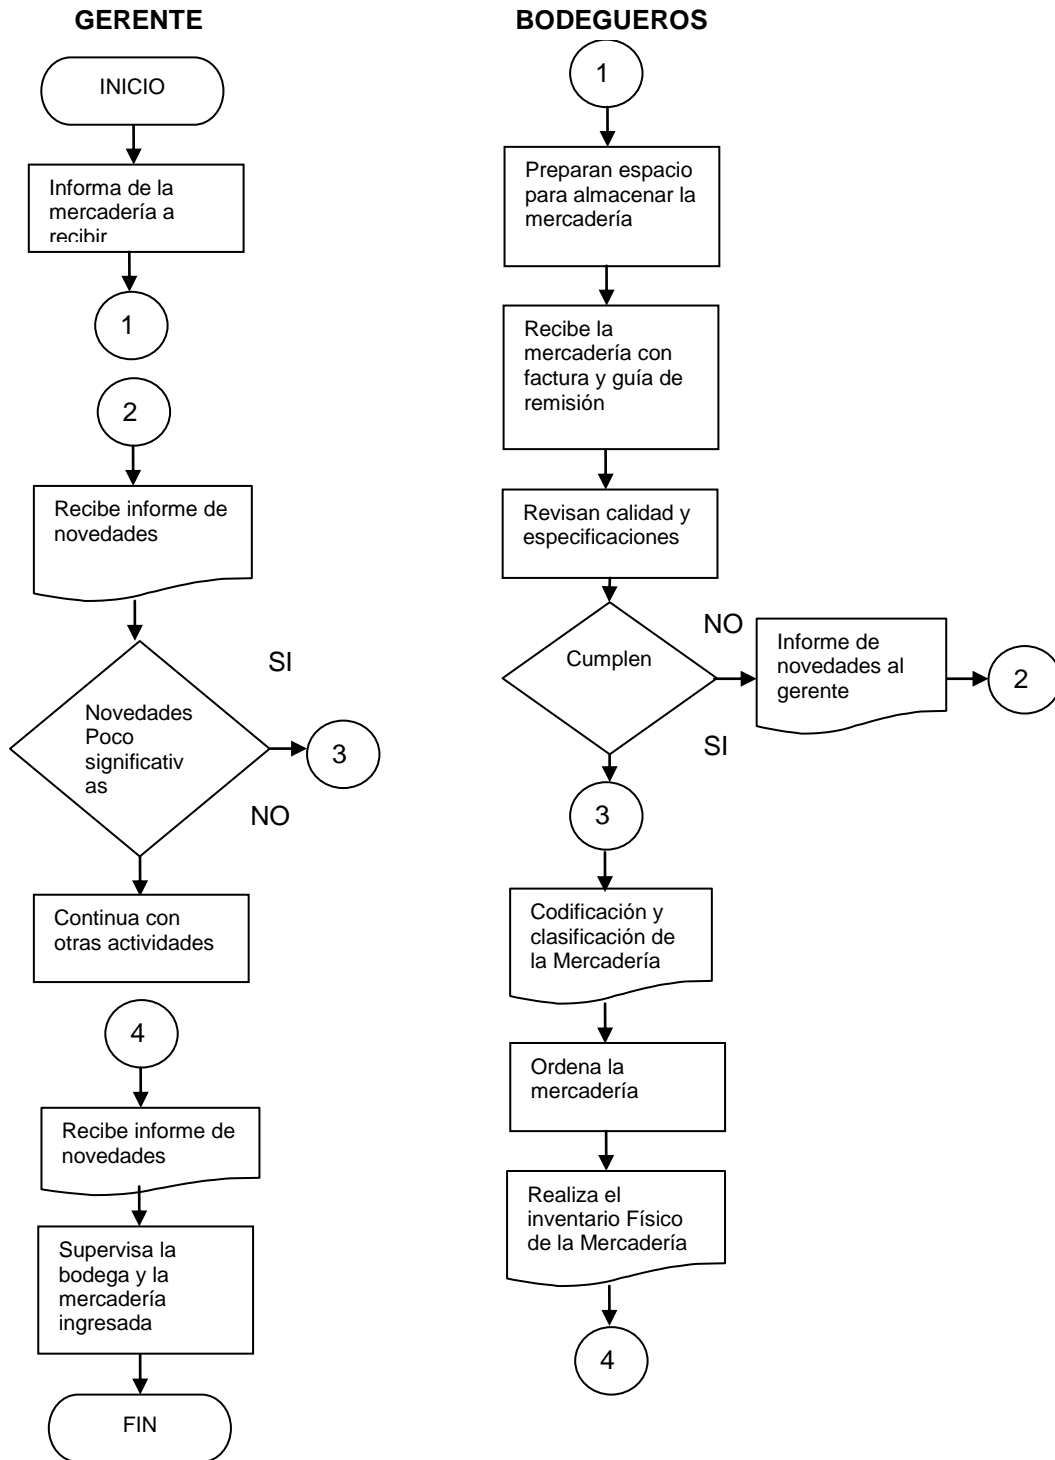 GERENTE
INICIO
Informa de la
mercadería a
recibir
1
2
Recibe informe de
novedades
SI
Novedades
Poco
significativ
as
3
NO
Continua con
otras actividades
4
Recibe informe de
novedades
Supervisa la
bodega y la
mercadería
ingresada
FIN
BODEGUEROS
1
Preparan espacio
para almacenar la
mercadería
Recibe la
mercadería con
factura y guía de
remisión
Revisan calidad y
especificaciones
Cumplen
NO
Informe de
novedades al
gerente
2
SI
3
Codificación y
clasificación de
la Mercadería
Ordena la
mercadería
Realiza el
inventario Físico
de la Mercadería
4